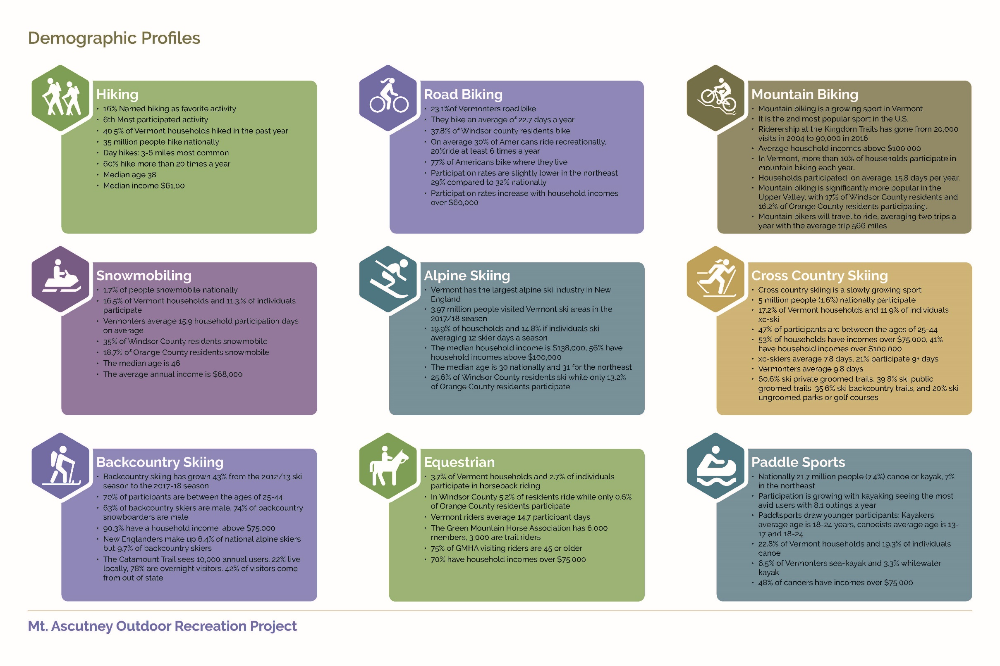 Demographic Profiles
Hiking
• 16% Named hiking as favorite activity
• 6th Most participated activity
• 40.5% of Vermont households hiked in the past year
• 35 million people hike nationally
• Day hikes: 3-6 miles most common
• 60% hike more than 20 times a year
• Median age 38
• Median income $61,00
Road Biking
• 23.1%of Vermonters road bike
• They bike an average of 22.7 days a year
• 37.8% of Windsor county residents bike
• On average 30% of Americans ride recreationally,
20%ride at least 6 times a year
• 77% of Americans bike where they live
• Participation rates are slightly lower in the northeast
29% compared to 32% nationally
• Participation rates increase with household incomes
over $60,000
Mountain Biking
• Mountain biking is a growing sport in Vermont
• It is the 2nd most popular sport in the U.S.
• Riderership at the Kingdom Trails has gone from 20,000
visits in 2004 to 90,000 in 2016
• Average household incomes above $100,000
• In Vermont, more than 10% of households participate in
mountain biking each year.
• Households participated, on average, 15.8 days per year.
• Mountain biking is significantly more popular in the
Upper Valley, with 17% of Windsor County residents and
16.2% of Orange County residents participating.
• Mountain bikers will travel to ride, averaging two trips a
year with the average trip 566 miles
Snowmobiling
• 1.7% of people snowmobile nationally
• 16.5% of Vermont households and 11.3.% of individuals
participate
• Vermonters average 15.9 household participation days
on average
• 35% of Windsor County residents snowmobile
• 18.7% of Orange County residents snowmobile
• The median age is 46
• The average annual income is $68,000
Alpine Skiing
• Vermont has the largest alpine ski industry in New
England
• 3.97 million people visited Vermont ski areas in the
2017/18 season
• 19.9% of households and 14.8% if individuals ski
averaging 12 skier days a season
• The median household income is $138,000, 56% have
household incomes above $100,000
• The median age is 30 nationally and 31 for the northeast
• 25.6% of Windsor County residents ski while only 13.2%
of Orange County residents participate
Cross Country Skiing
• Cross country skiing is a slowly growing sport
• 5 million people (1.6%) nationally participate
• 17.2% of Vermont households and 11.9% of individuals
xc-ski
• 47% of participants are between the ages of 25-44
• 53% of households have incomes over $75,000, 41%
have household incomes over $100,000
• xc-skiers average 7.8 days, 21% participate 9+ days
• Vermonters average 9.8 days
• 60.6% ski private groomed trails, 39.8% ski public
groomed trails, 35.6% ski backcountry trails, and 20% ski
ungroomed parks or golf courses
Backcountry Skiing
• Backcountry skiing has grown 43% from the 2012/13 ski
season to the 2017-18 season
• 70% of participants are between the ages of 25-44
• 63% of backcountry skiers are male, 74% of backcountry
snowboarders are male
• 90.3% have a household income above $75,000
• New Englanders make up 6.4% of national alpine skiers
but 9.7% of backcountry skiers
• The Catamount Trail sees 10,000 annual users, 22% live
locally, 78% are overnight visitors. 42% of visitors come
from out of state
Equestrian
• 3.7% of Vermont households and 2.7% of individuals
participate in horseback riding
• In Windsor County 5.2% of residents ride while only 0.6%
of Orange County residents participate
• Vermont riders average 14.7 participant days
• The Green Mountain Horse Association has 6,000
members, 3,000 are trail riders
• 75% of GMHA visiting riders are 45 or older
• 70% have household incomes over $75,000
Paddle Sports
• Nationally 21.7 million people (7.4%) canoe or kayak, 7%
in the northeast
• Participation is growing with kayaking seeing the most
avid users with 8.1 outings a year
• Paddlsports draw younger participants: Kayakers
average age is 18-24 years, canoeists average age is 13-
17 and 18-24
• 22.8% of Vermont households and 19.3% of individuals
canoe
• 6.5% of Vermonters sea-kayak and 3.3% whitewater
kayak
• 48% of canoers have incomes over $75,000
Mt. Ascutney Outdoor Recreation Project